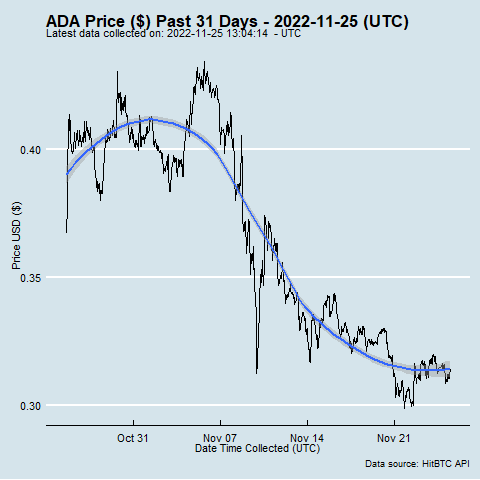 ADA Price ($) Past 31 Days - 2022-11-25 (UTC)
Latest data collected on: 2022-11-25 13:04:14 - UTC
Price USD ($)
0.40
0.35
0.30
Oct 31
Nov 07
Nov 14
Nov 21
Date Time Collected (UTC)
Data source: HitBTC API